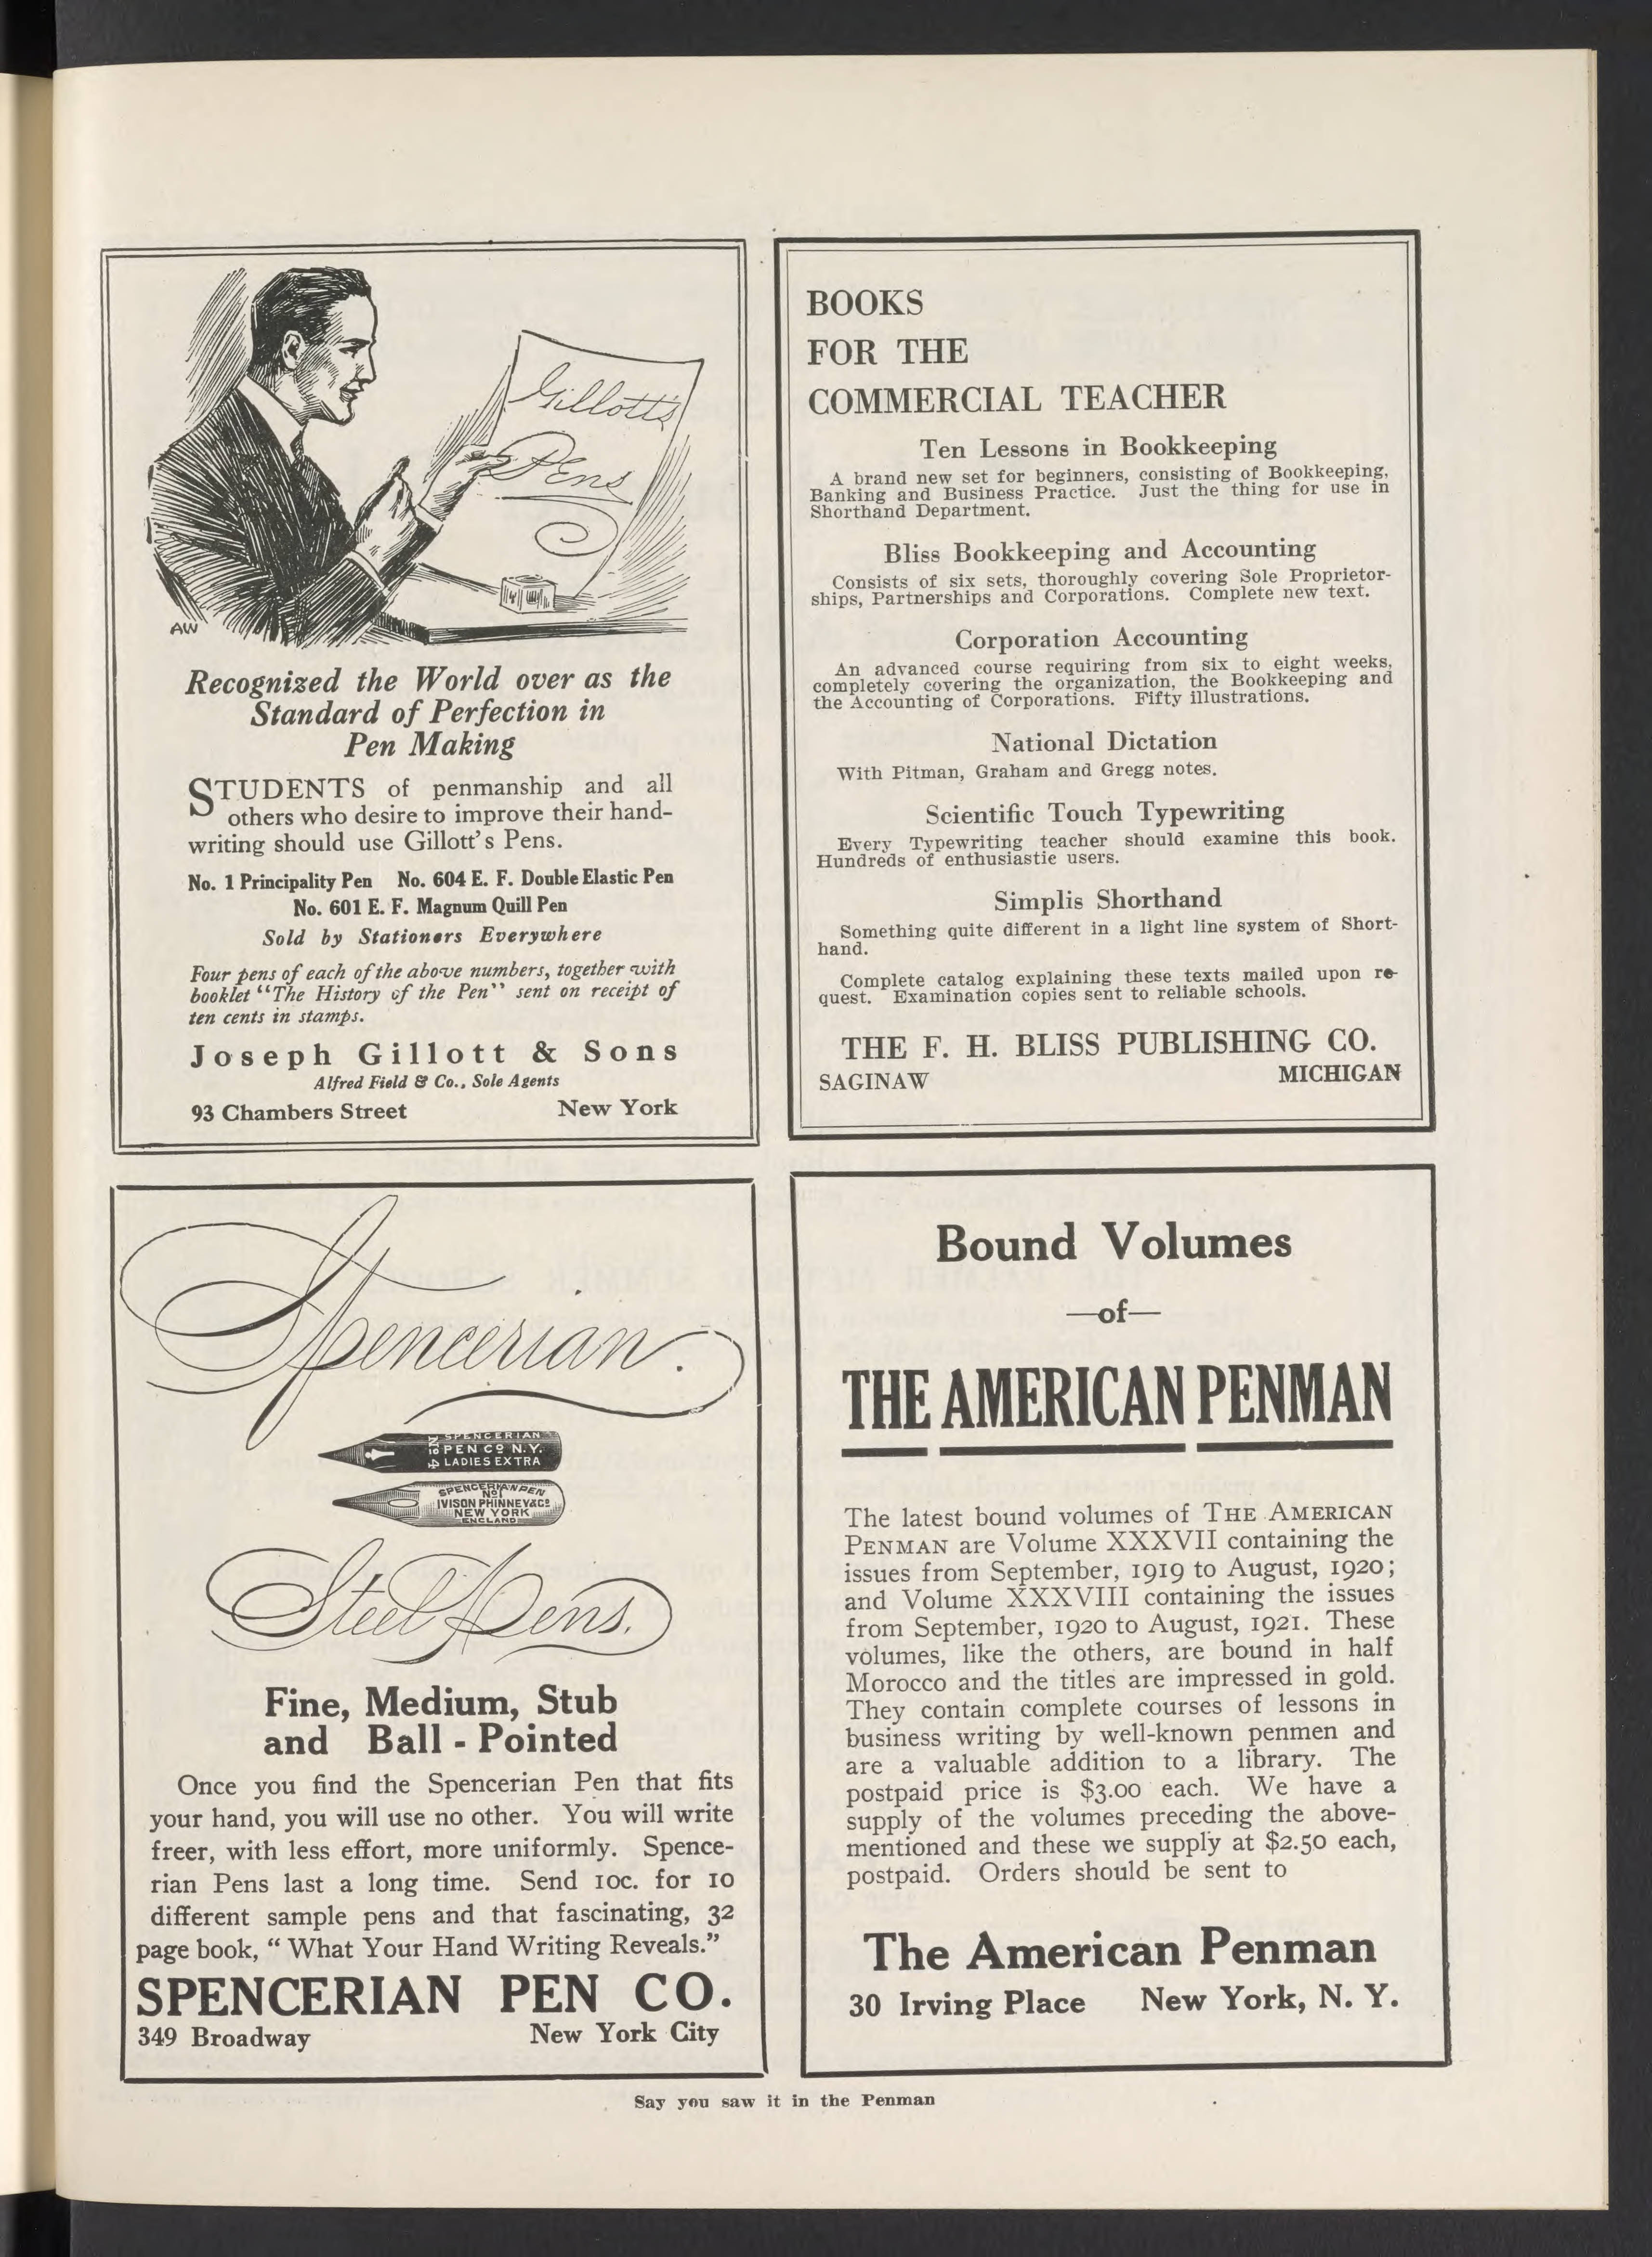 Gillott's
Pens
AW
Recognized the World over as the
Standard of Perfection in
Pen Making
STUDENTS of penmanship and all
others who desire to improve their hand-
writing should use Gillott's Pens.
No. 1 Principality Pen No. 604 E. F. Double Elastic Pen
No. 601 E. F. Magnum Quill Pen
Sold by Stationers Everywhere
Four pens of each of the above numbers, together with
booklet "The History of the Pen" sent on receipt of
ten cents in stamps.
Joseph Gillott & Sons
Alfred Field & Co., Sole Agents
93 Chambers Street New York
BOOKS
FOR THE
COMMERCIAL TEACHER
Ten Lessons in Bookkeeping
A brand new set for beginners, consisting of Bookkeeping,
Banking and Business Practice. Just the thing for use in
Shorthand Department.
Bliss Bookkeeping and Accounting
Consists of six sets, thoroughly covering Sole Proprietor-
ships, Partnerships and Corporations. Complete new text.
Corporation Accounting
An advanced course requiring from six to eight weeks,
completely covering the organization, the Bookkeeping and
the Accounting of Corporations. Fifty illustrations.
National Dictation
With Pitman, Graham and Gregg notes.
Scientific Touch Typewriting
Every Typewriting teacher should examine this book.
Hundreds of enthusiastic users.
Simplis Shorthand
Something quite different in a light line system of Short-
hand.
Complete catalog explaining these texts mailed upon re-
quest. Examination copies sent to reliable schools.
THE F. H. BLISS PUBLISHING CO.
SAGINAW MICHIGAN
Spencerian.
SPENCERIAN
PEN CO N.Y.
LADIES EXTRA
No 45
SPENCERIAN PEN
No 1
IVISON PHINNEY & Co
NEW YORK
ENGLAND
Steel Pens.
Fine, Medium, Stub
and Ball - Pointed
Once you find the Spencerian Pen that fits
your hand, you will use no other. You will write
freer, with less effort, more uniformly. Spence-
rian Pens last a long time. Send 10c. for 10
different sample pens and that fascinating, 32
page book, "What Your Hand Writing Reveals."
SPENCERIAN PEN CO.
349 Broadway New York City
Bound Volumes
—of—
THE AMERICAN PENMAN
The latest bound volumes of THE AMERICAN
PENMAN are Volume XXXVII containing the
issues from September, 1919 to August, 1920;
and Volume XXXVIII containing the issues
from September, 1920 to August, 1921. These
volumes, like the others, are bound in half
Morocco and the titles are impressed in gold.
They contain complete courses of lessons in
business writing by well-known penmen and
are a valuable addition to a library. The
postpaid price is $3.00 each. We have a
supply of the volumes preceding the above-
mentioned and these we supply at $2.50 each,
postpaid. Orders should be sent to
The American Penman
30 Irving Place New York, N. Y.
Say you saw it in the Penman